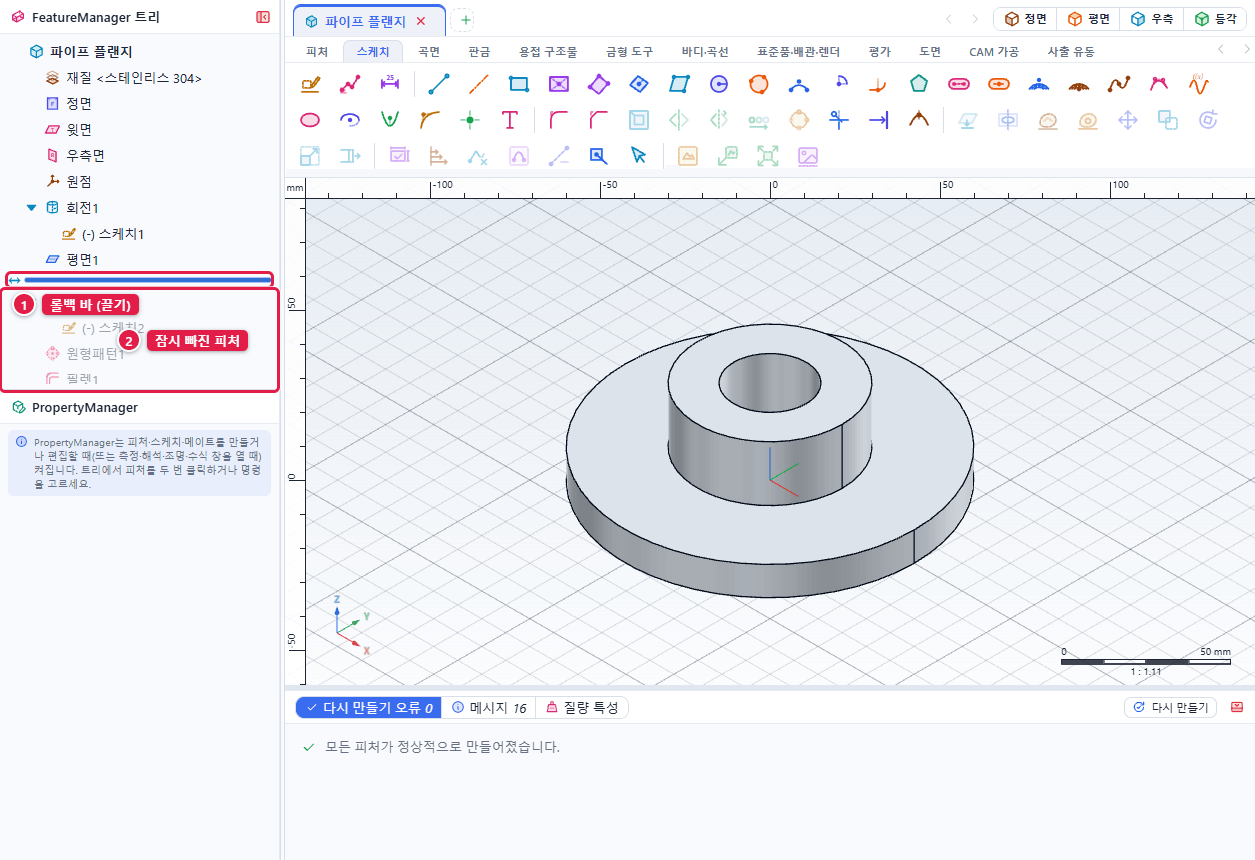 FeatureManager 트리
파이프 플랜지
재질 <스테인리스 304>
정면
윗면
우측면
원점
회전1
(-) 스케치1
평면1
1 롤백 바 (끌기)
(-) 스케치2
2 잠시 빠진 피처
원형패턴1
필렛1
PropertyManager
PropertyManager는 피처·스케치·메이트를 만들거
나 편집할 때(또는 측정·해석·조명·수식 창을 열 때)
켜집니다. 트리에서 피처를 두 번 클릭하거나 명령
을 고르세요.
파이프 플랜지
정면 평면 우측 등각
피처 스케치 곡면 판금 용접 구조물 금형 도구 바디·곡선 표준품·배관·렌더 평가 도면 CAM 가공 사출 유동
25
f(x)
mm
-100 -50 0 50 100
50
0
-50
Z
Y
X
0 50 mm
1 : 1.11
다시 만들기 오류 0 메시지 16 질량 특성
다시 만들기
모든 피처가 정상적으로 만들어졌습니다.